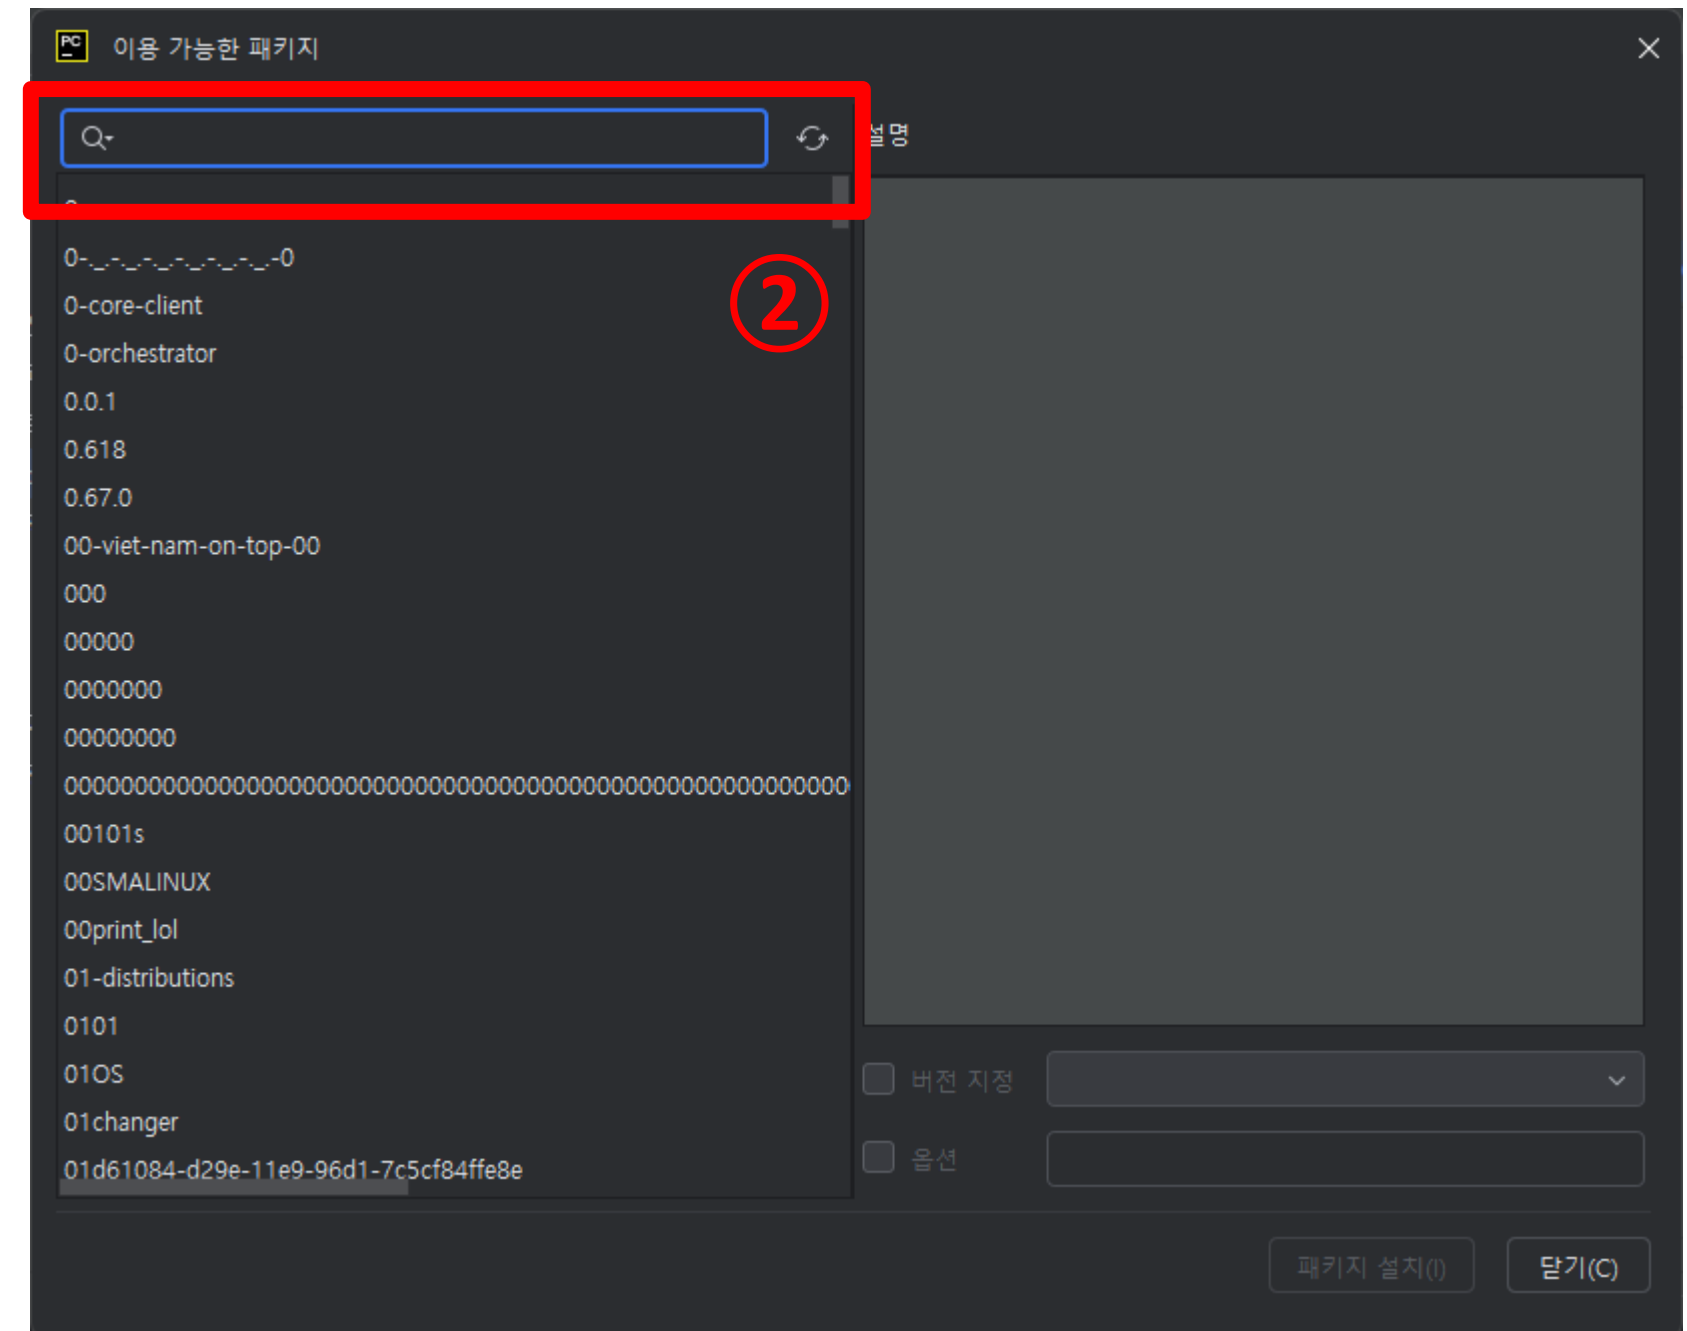 PC 이용 가능한 패키지
설명
0-._.-._.-._.-._.-._.-._.-0
0-core-client
0-orchestrator
0.0.1
0.618
0.67.0
00-viet-nam-on-top-00
000
00000
0000000
00000000
00101s
00SMALINUX
00print_lol
01-distributions
0101
01OS
01changer
01d61084-d29e-11e9-96d1-7c5cf84ffe8e
②
버전 지정
옵션
패키지 설치(I)
닫기(C)